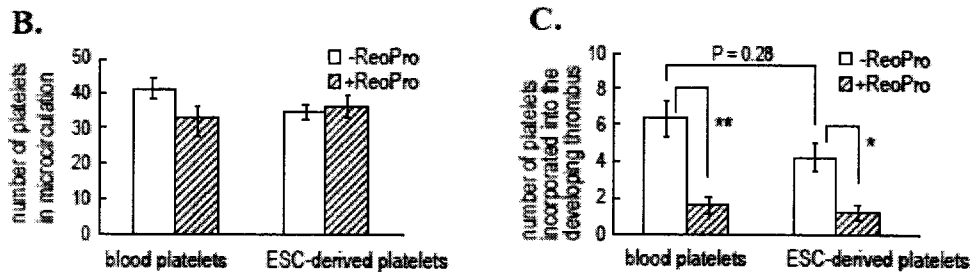 B.
number of platelets
in microcirculation
50
40
30
20
10
0
-ReoPro
+ReoPro
blood platelets
ESC-derived platelets
C.
number of platelets
incorporated into the
developing thrombus
10
8
6
4
2
0
P = 0.28
-ReoPro
+ReoPro
**
*
blood platelets
ESC-derived platelets